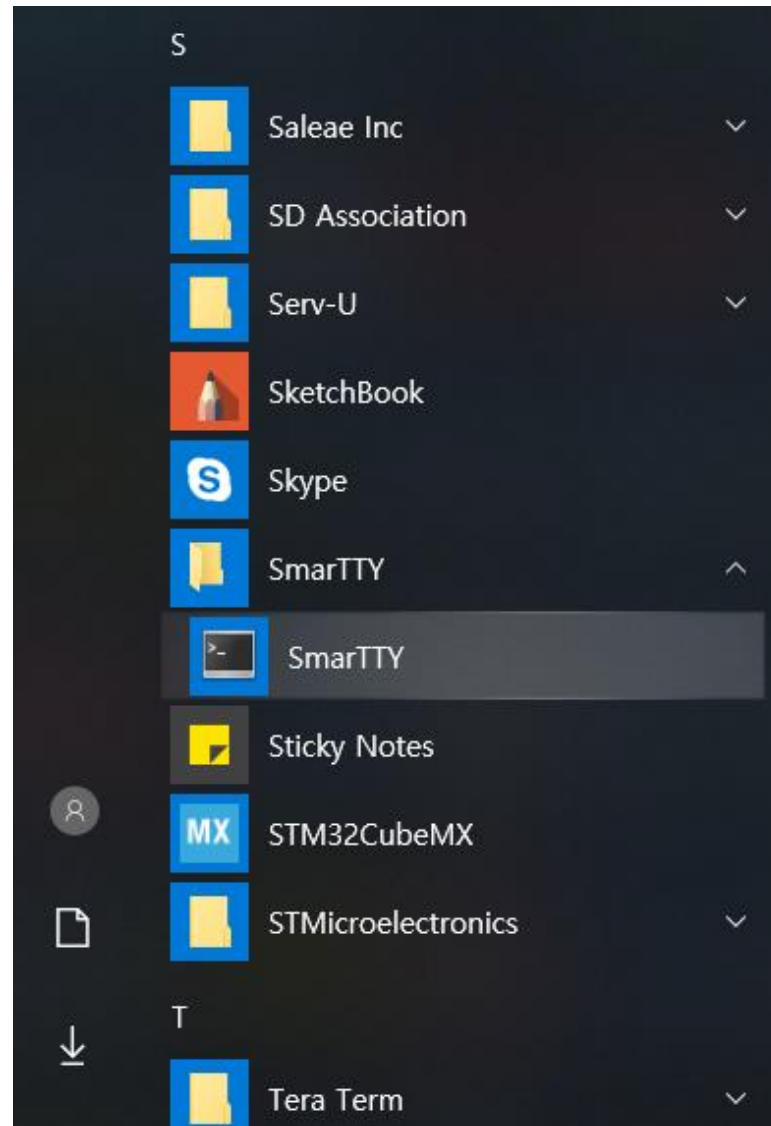 S
Saleae Inc
SD Association
Serv-U
SketchBook
S
Skype
SmarTTY
>_
SmarTTY
Sticky Notes
MX
STM32CubeMX
STMicroelectronics
T
Tera Term